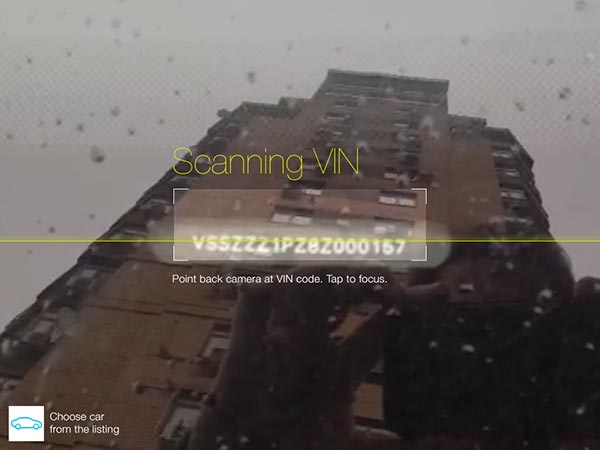 Scanning VIN
VSSZZZ1PZ8Z000167
Point back camera at VIN code. Tap to focus.
Choose car
from the listing